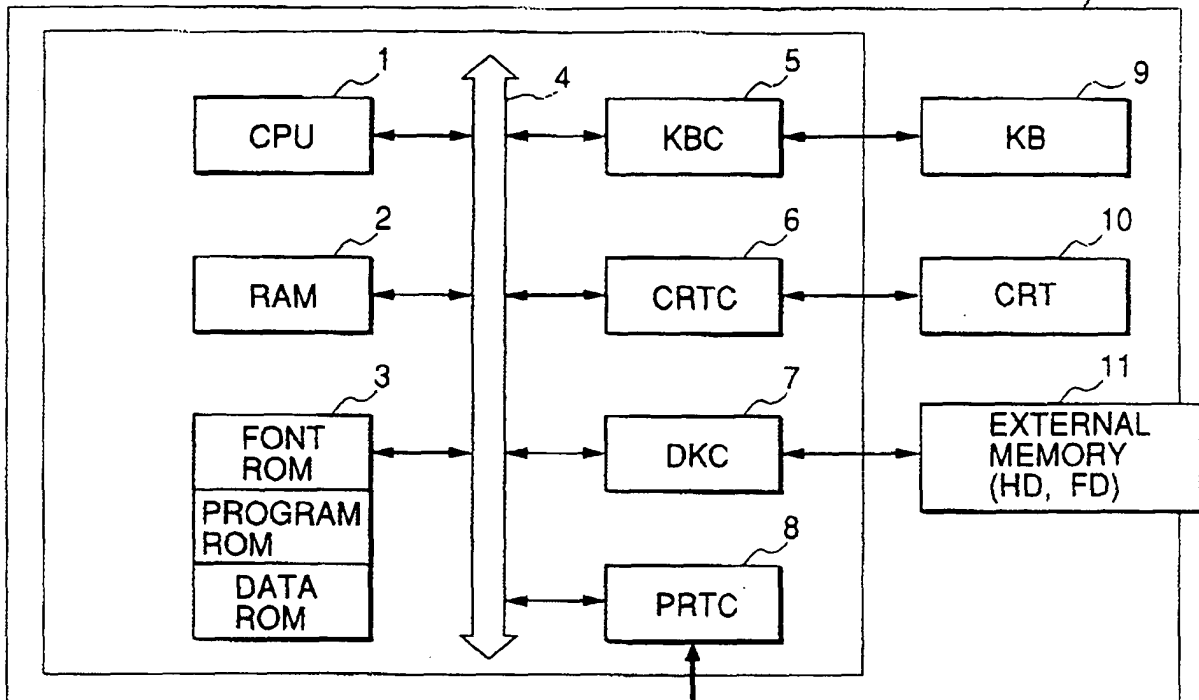 1
CPU
4
5
KBC
9
KB
2
RAM
6
CRTC
10
CRT
3
FONT
ROM
PROGRAM
ROM
DATA
ROM
7
DKC
11
EXTERNAL
MEMORY
(HD, FD)
8
PRTC